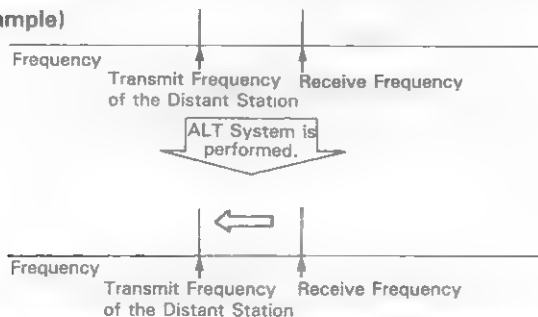 ample)
Frequency
Transmit Frequency Receive Frequency
of the Distant Station
ALT System is
performed.
Frequency
Transmit Frequency Receive Frequency
of the Distant Station